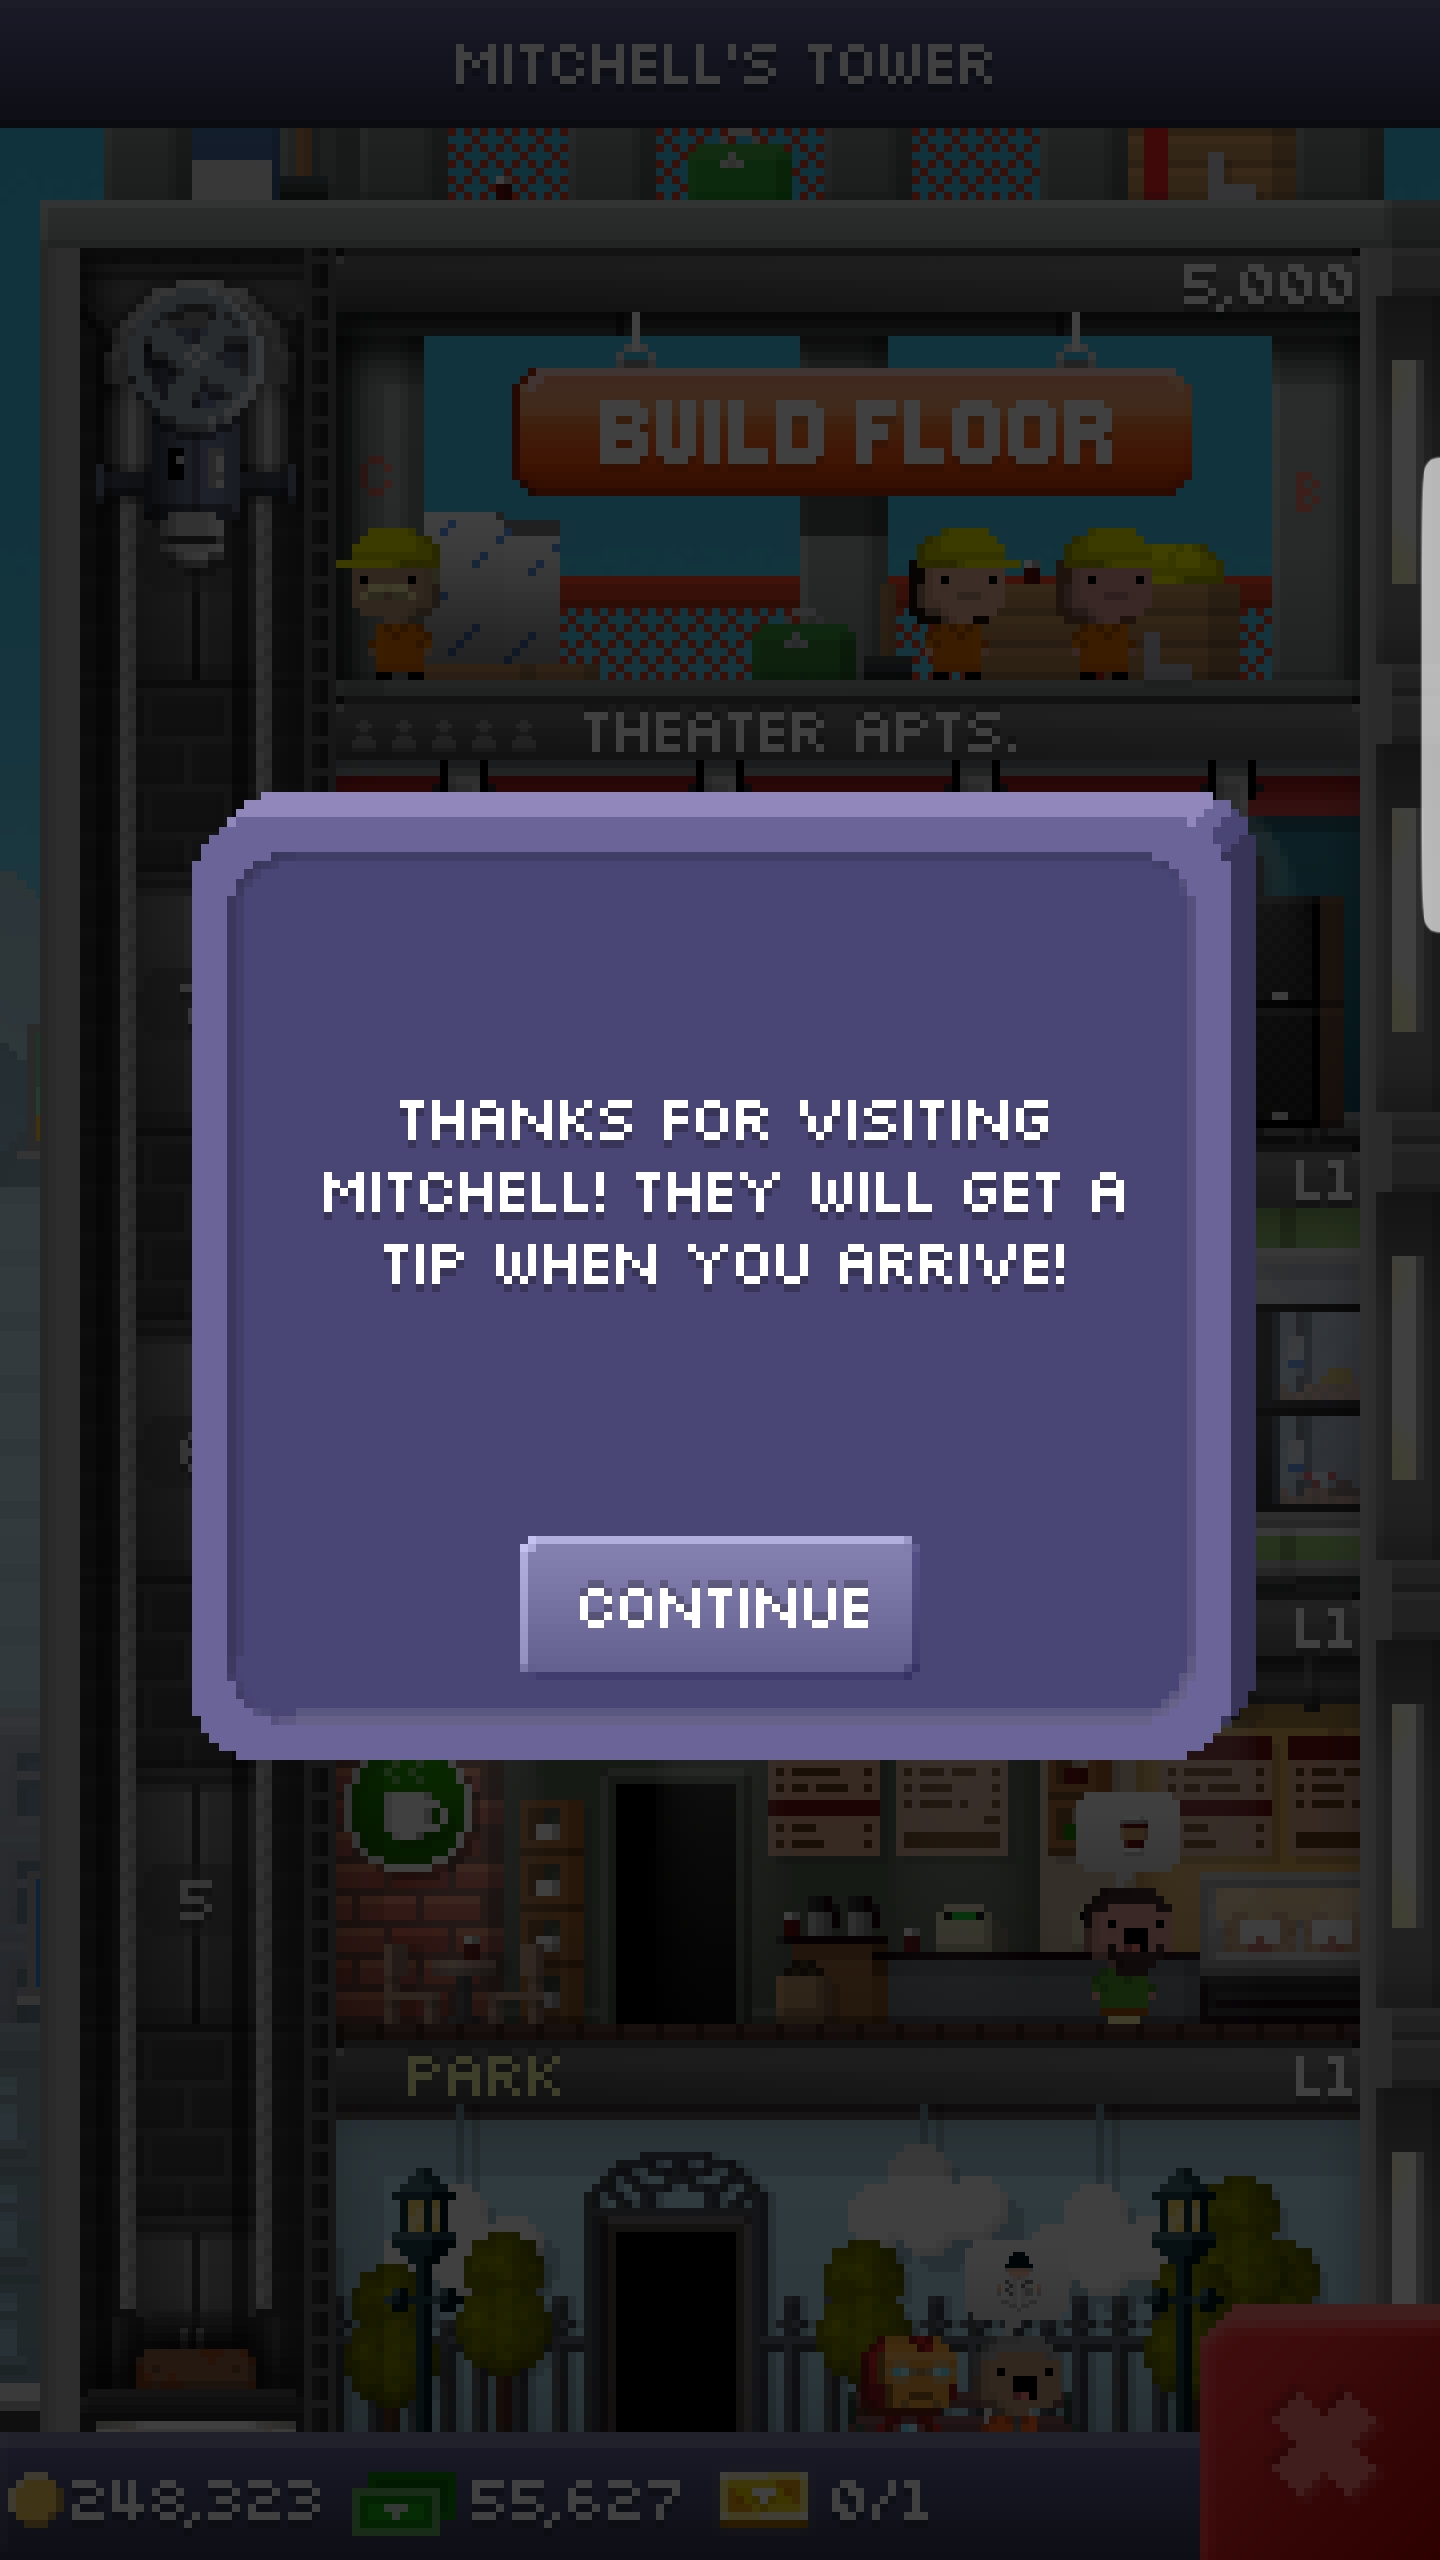 MITCHELL'S TOWER
5,000
BUILD FLOOR
C
B
THEATER APTS.
THANKS FOR VISITING
MITCHELL! THEY WILL GET A
TIP WHEN YOU ARRIVE!
L1
CONTINUE
L1
5
PARK
L1
248,323
55,627
0/1